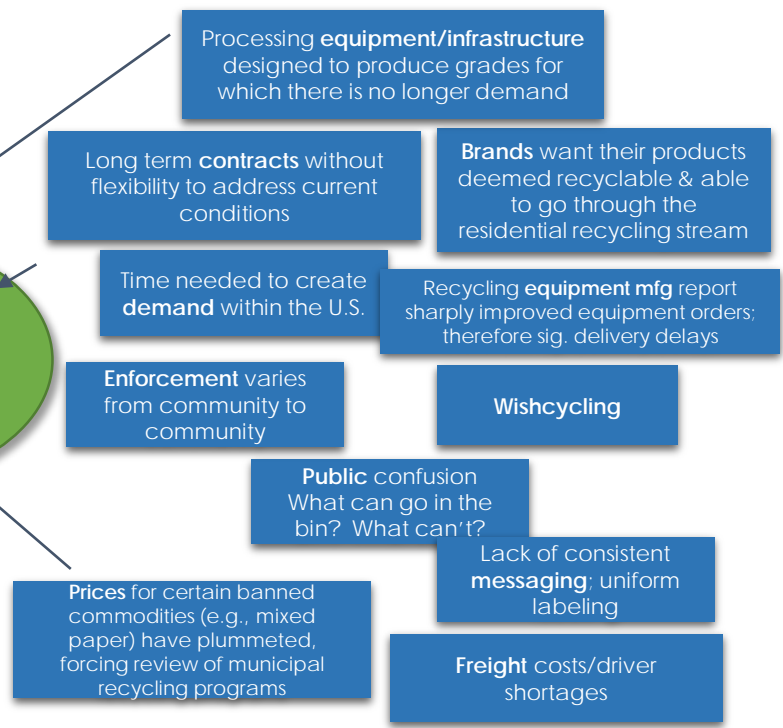 Processing equipment/infrastructure
designed to produce grades for
which there is no longer demand
Long term contracts without
flexibility to address current
conditions
Brands want their products
deemed recyclable & able
to go through the
residential recycling stream
Time needed to create
demand within the U.S.
Recycling equipment mfg report
sharply improved equipment orders;
therefore sig. delivery delays
Enforcement varies
from community to
community
Wishcycling
Public confusion
What can go in the
bin? What can't?
Lack of consistent
messaging; uniform
labeling
Prices for certain banned
commodities (e.g., mixed
paper) have plummeted,
forcing review of municipal
recycling programs
Freight costs/driver
shortages